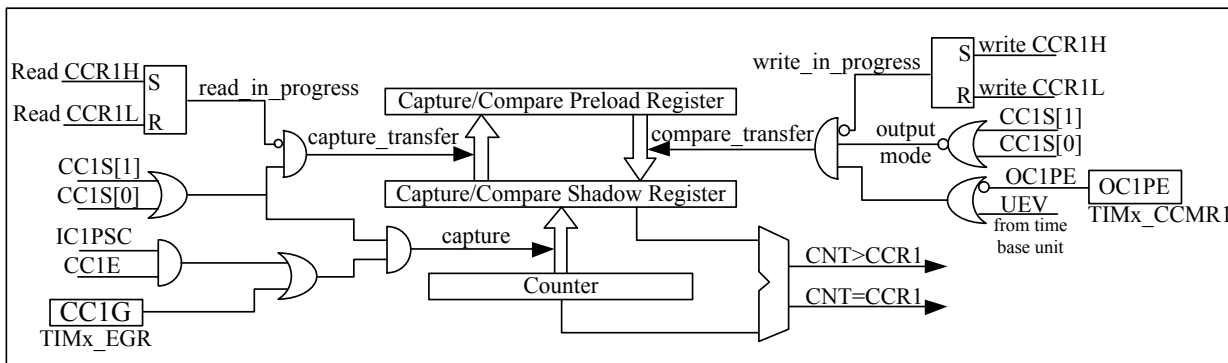 Read CCR1H
S
Read CCR1L
R
read_in_progress
CC1S[1]
CC1S[0]
IC1PSC
CC1E
CC1G
TIMx_EGR
capture_transfer
capture
Capture/Compare Preload Register
Capture/Compare Shadow Register
Counter
write_in_progress
compare_transfer
S
write CCR1H
R
write CCR1L
output
mode
CC1S[1]
CC1S[0]
OC1PE
OC1PE
TIMx_CCMR1
UEV
from time
base unit
CNT>CCR1
CNT=CCR1